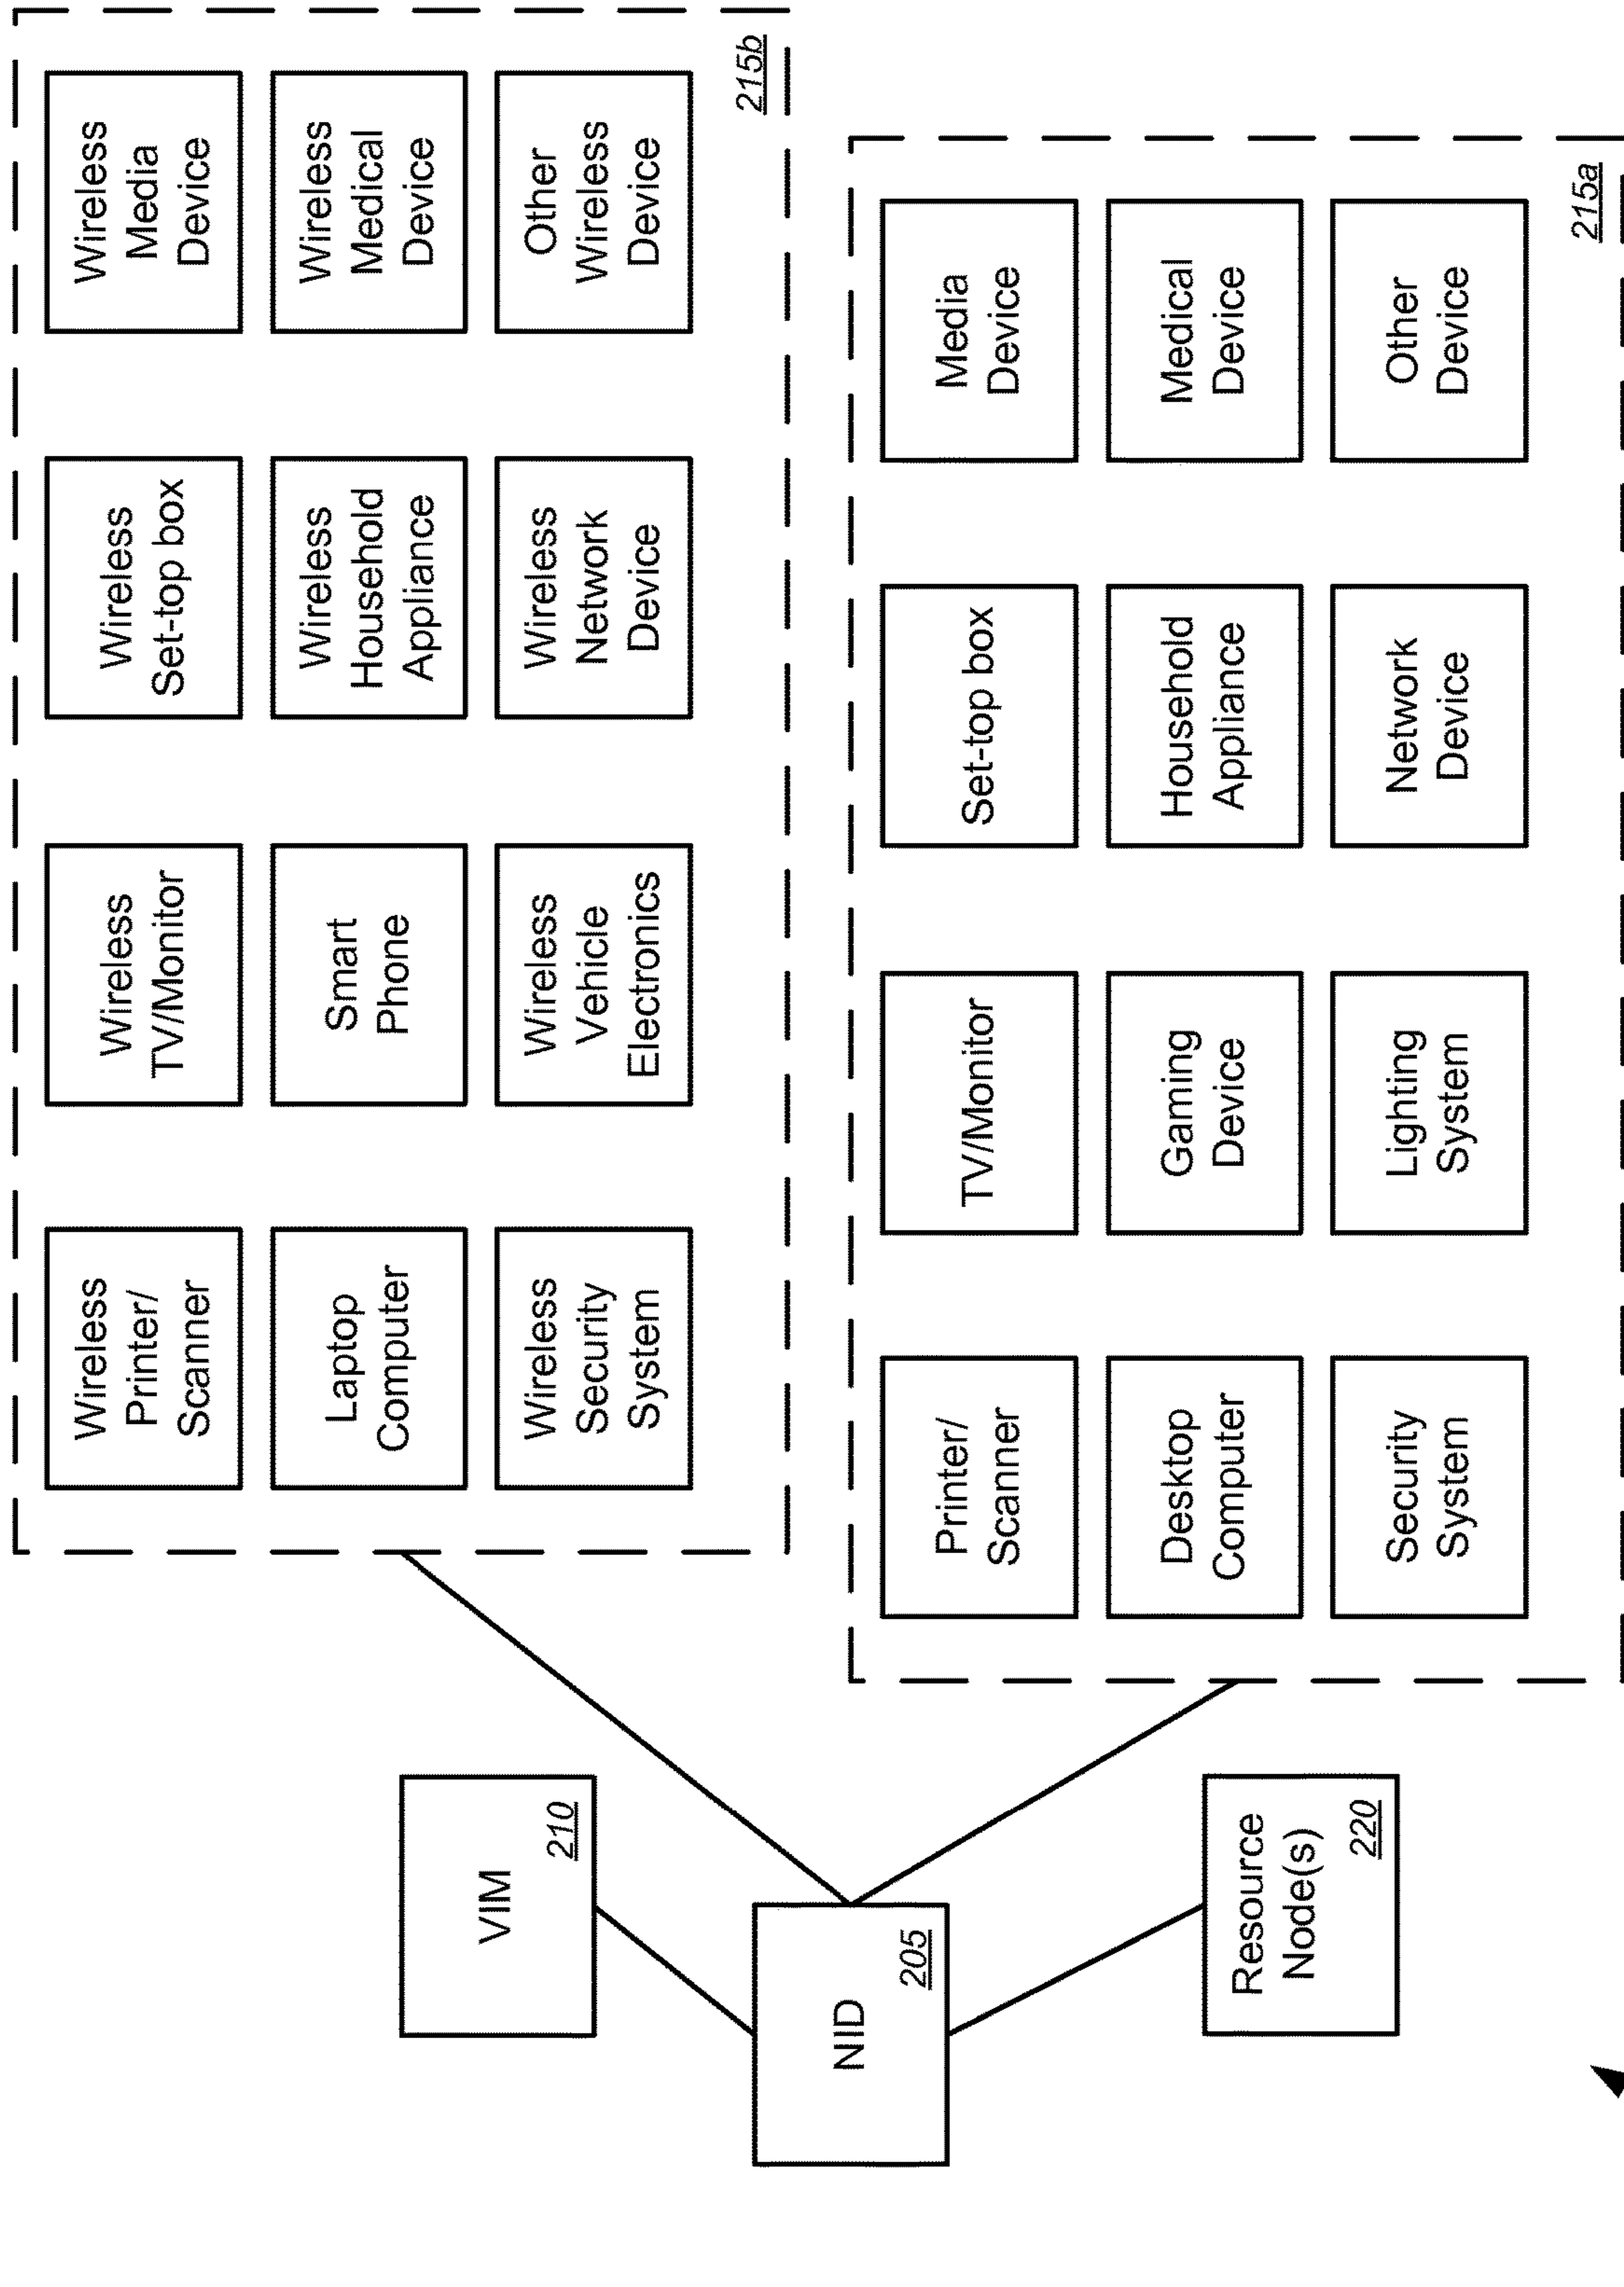 Wireless
Printer/
Scanner
Wireless
TV/Monitor
Wireless
Set-top box
Wireless
Media
Device
Laptop
Computer
Smart
Phone
Wireless
Household
Appliance
Wireless
Medical
Device
Wireless
Security
System
Wireless
Vehicle
Electronics
Wireless
Network
Device
Other
Wireless
Device
215b
VIM
210
NID
205
Resource
Node(s)
220
Printer/
Scanner
TV/Monitor
Set-top box
Media
Device
Desktop
Computer
Gaming
Device
Household
Appliance
Medical
Device
Security
System
Lighting
System
Network
Device
Other
Device
215a